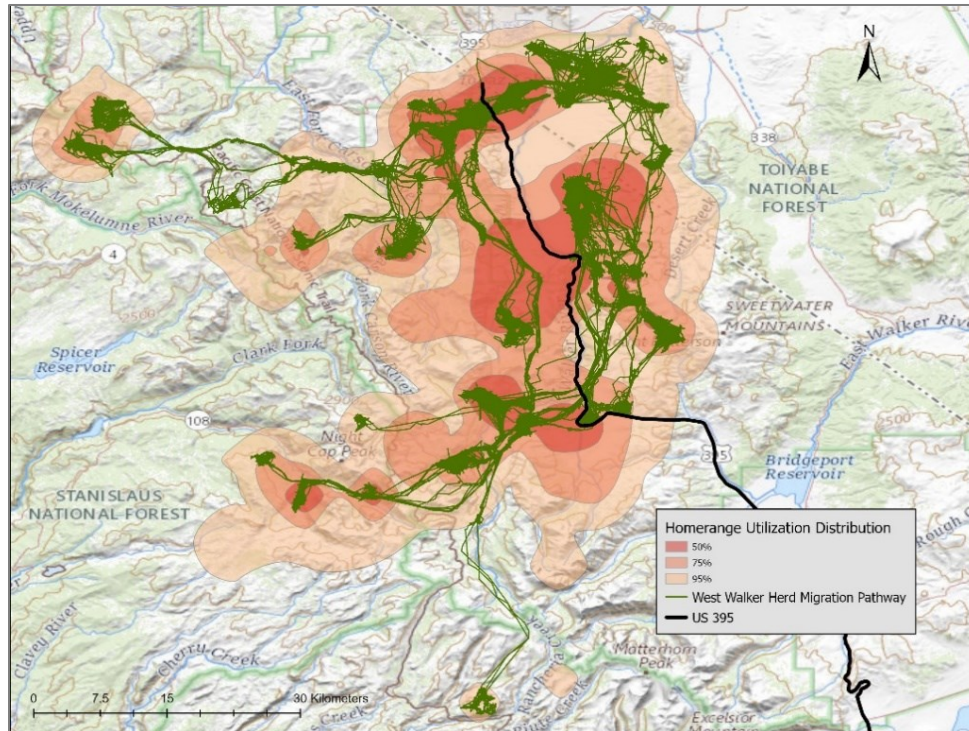 395
N
338
TOIYABE
NATIONAL
FOREST
Desert Creek
SWEETWATER
MOUNTAINS
East Walker River
Mokelumne River
4
Spicer
Reservoir
Clark Fork
108
Night
Cap Peak
STANISLAUS
NATIONAL FOREST
395
Bridgeport
Reservoir
Clavey River
Cherry Creek
Matterhorn
Peak
Excelsior
Homerange Utilization Distribution
50%
75%
95%
West Walker Herd Migration Pathway
US 395
0 7.5 15 30 Kilometers